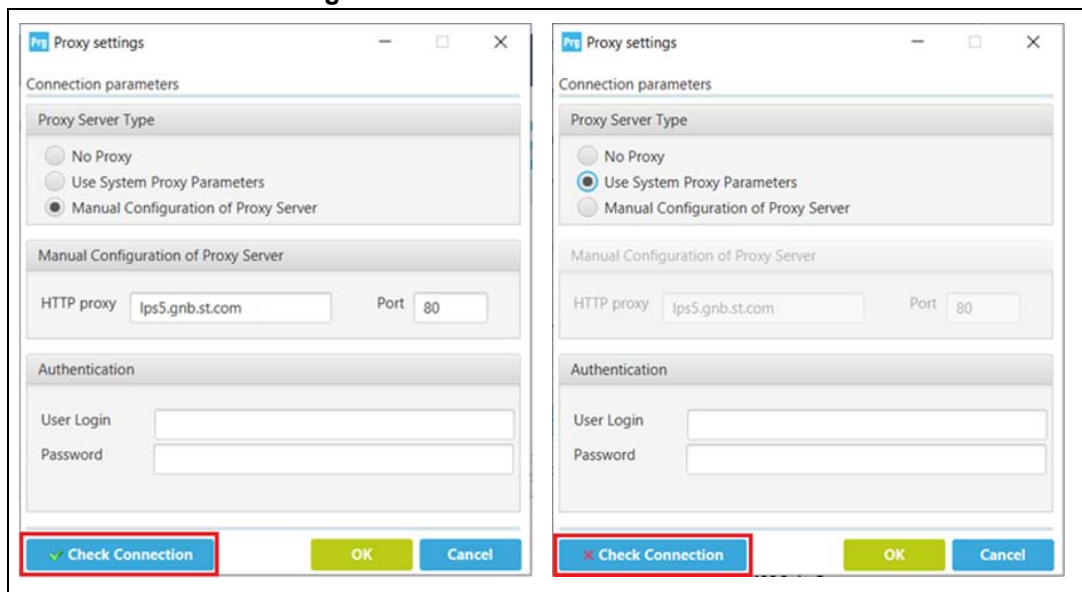 Prg Proxy settings
Connection parameters
Proxy Server Type
No Proxy
Use System Proxy Parameters
Manual Configuration of Proxy Server
Manual Configuration of Proxy Server
HTTP proxy lps5.gnb.st.com Port 80
Authentication
User Login
Password
Check Connection OK Cancel
Prg Proxy settings
Connection parameters
Proxy Server Type
No Proxy
Use System Proxy Parameters
Manual Configuration of Proxy Server
Manual Configuration of Proxy Server
HTTP proxy lps5.gnb.st.com Port 80
Authentication
User Login
Password
Check Connection OK Cancel